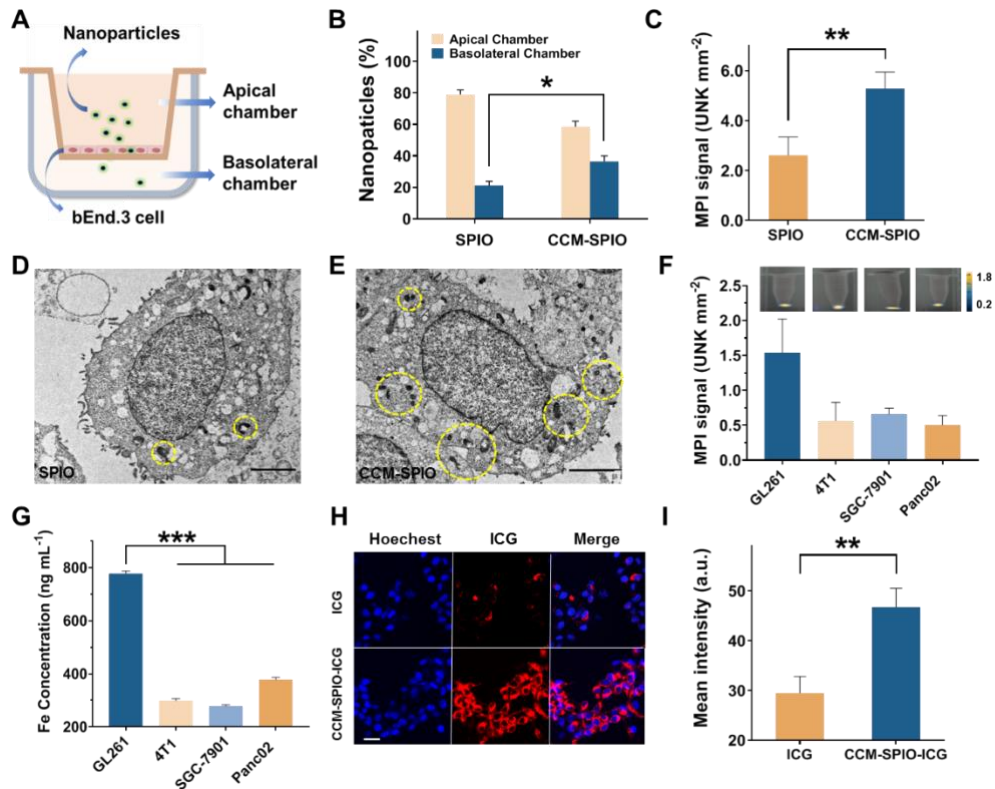 A
Nanoparticles
Apical
chamber
Basolateral
chamber
bEnd.3 cell
B
Apical Chamber
Basolateral Chamber
Nanopaticles (%)
100
80
60
40
20
0
*
SPIO
CCM-SPIO
C
MPI signal (UNK mm-2)
6.0
4.0
2.0
0.0
**
SPIO
CCM-SPIO
D
SPIO
E
CCM-SPIO
F
MPI signal (UNK mm-2)
2.5
2.0
1.5
1.0
0.5
0.0
1.8
0.2
GL261
4T1
SGC-7901
Panc02
G
Fe Concentration (ng mL-1)
800
600
400
200
***
GL261
4T1
SGC-7901
Panc02
H
Hoechest
ICG
Merge
ICG
CCM-SPIO-ICG
I
Mean intensity (a.u.)
50
40
30
20
**
ICG
CCM-SPIO-ICG